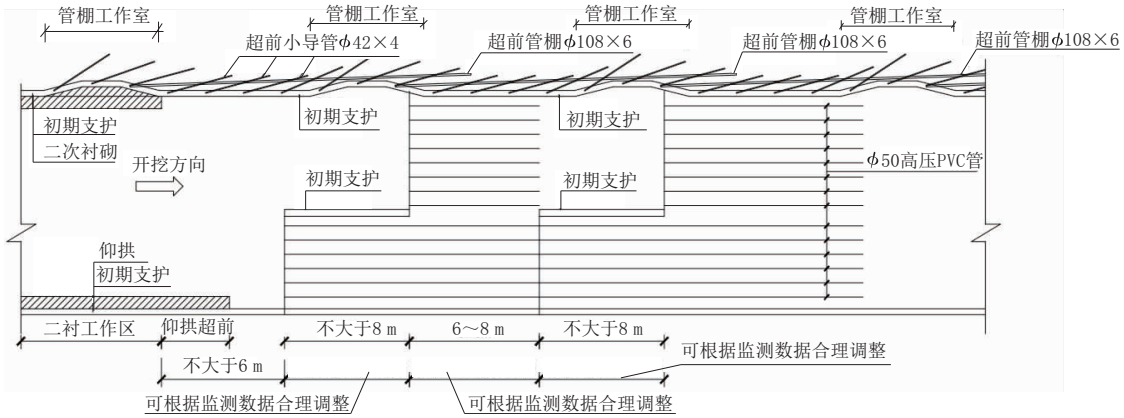 管棚工作室
管棚工作室
管棚工作室
管棚工作室
超前小导管ϕ42×4
超前管棚ϕ108×6
超前管棚ϕ108×6
超前管棚ϕ108×6
初期支护
二次衬砌
初期支护
初期支护
开挖方向
初期支护
初期支护
ϕ50高压PVC管
仰拱
初期支护
二衬工作区
仰拱超前
不大于8 m
6～8 m
不大于8 m
不大于6 m
可根据监测数据合理调整
可根据监测数据合理调整
可根据监测数据合理调整